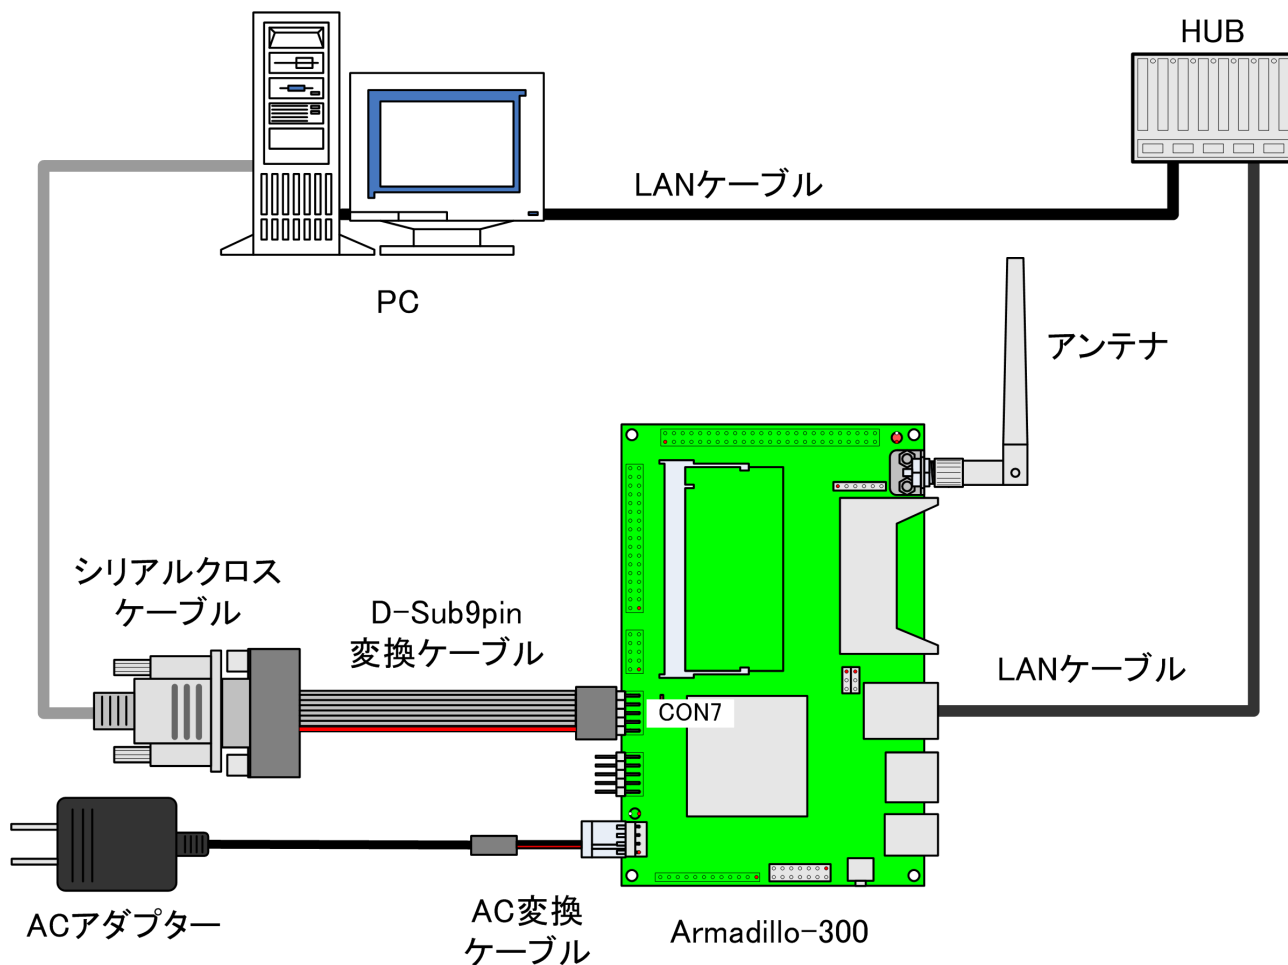 HUB
LANケーブル
PC
アンテナ
シリアルクロス
ケーブル
D-Sub9pin
変換ケーブル
LANケーブル
CON7
ACアダプター
AC変換
ケーブル
Armadillo-300